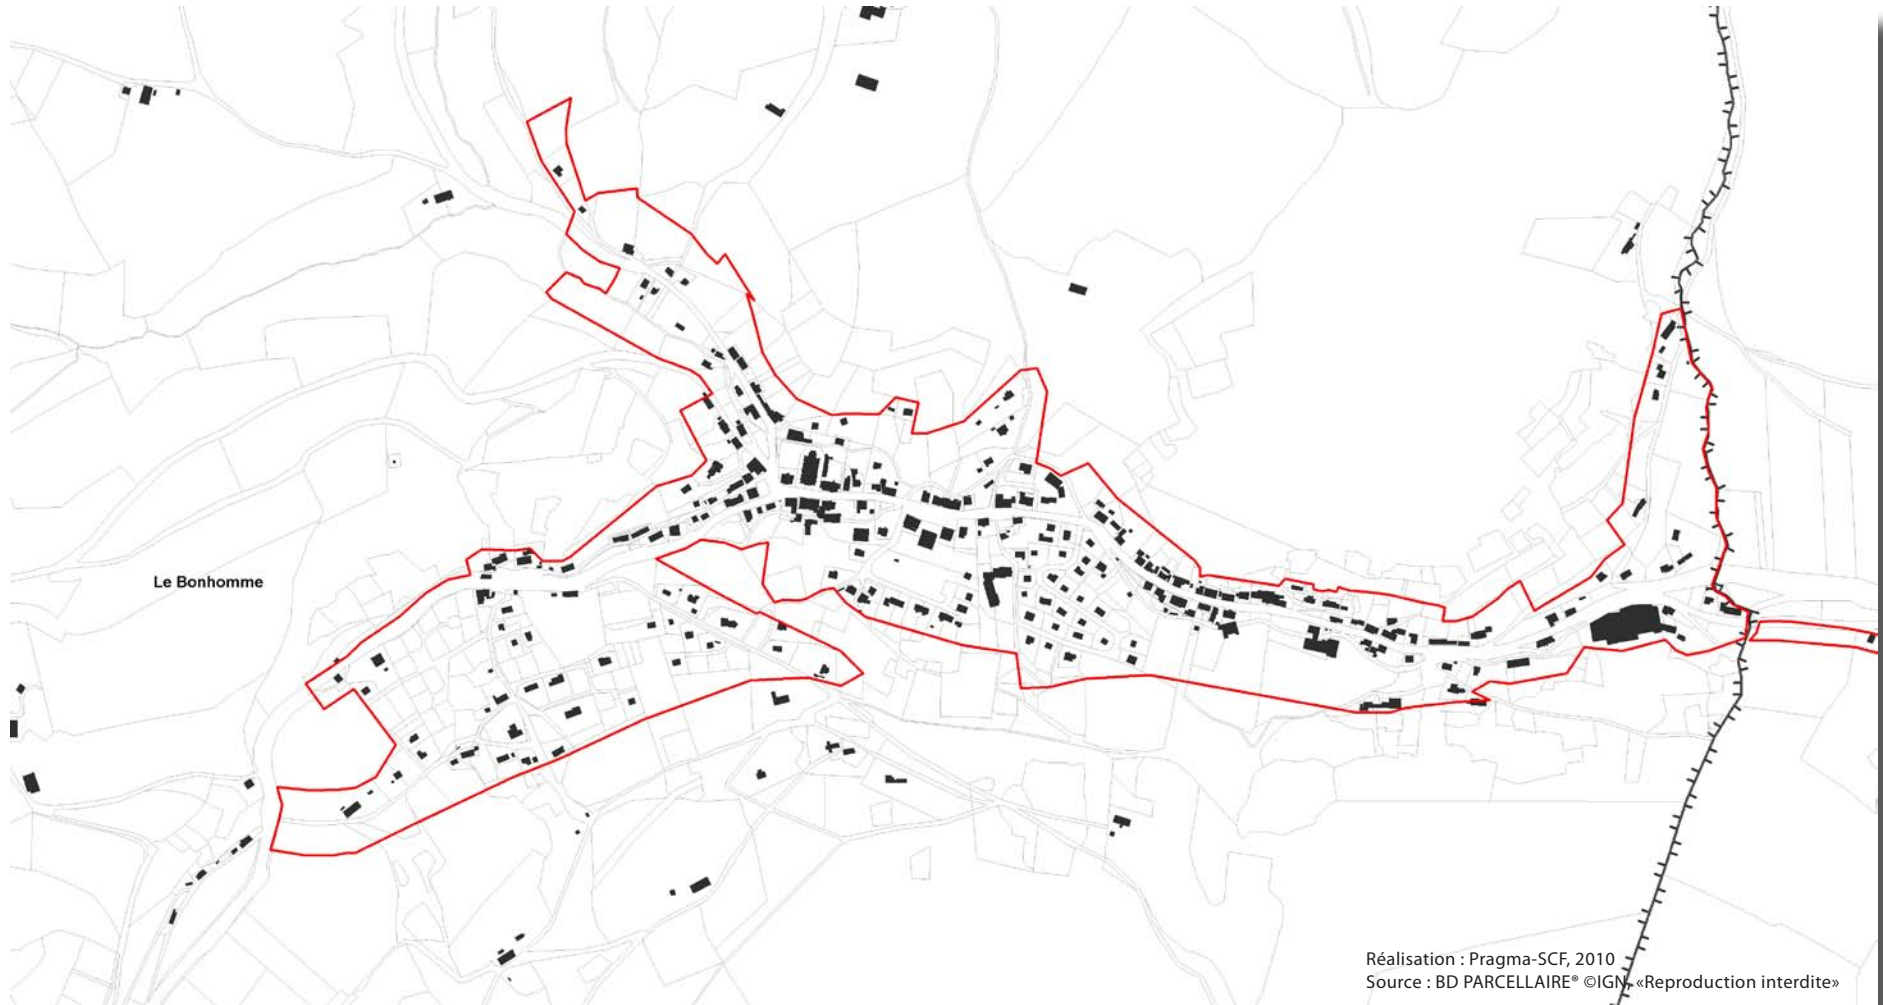 Le Bonhomme
Réalisation : Pragma-SCF, 2010
Source : BD PARCELLAIRE® ©IGN, «Reproduction interdite»